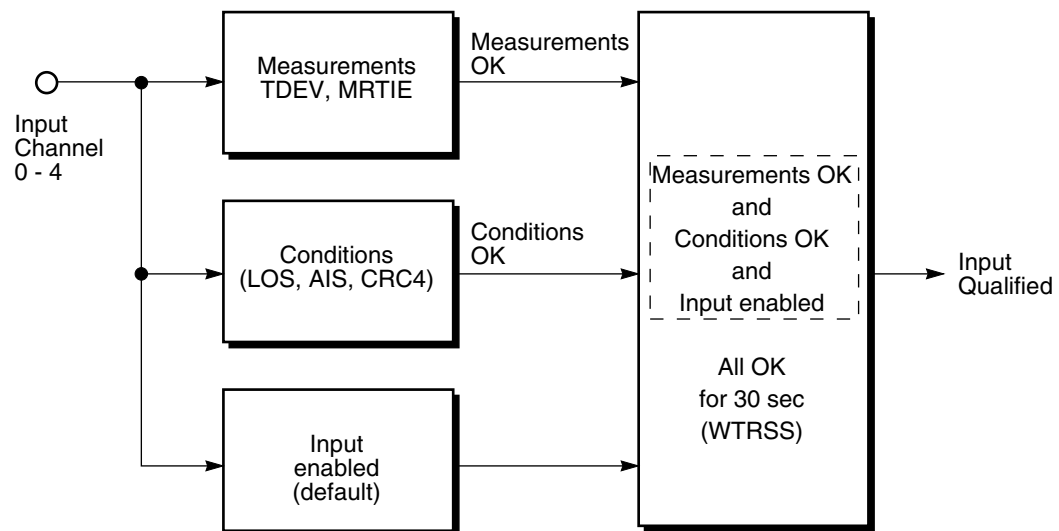 Input
Channel
0 - 4
Measurements
TDEV, MRTIE
Measurements
OK
Conditions
(LOS, AIS, CRC4)
Conditions
OK
Input
enabled
(default)
Measurements OK
and
Conditions OK
and
Input enabled
All OK
for 30 sec
(WTRSS)
Input
Qualified